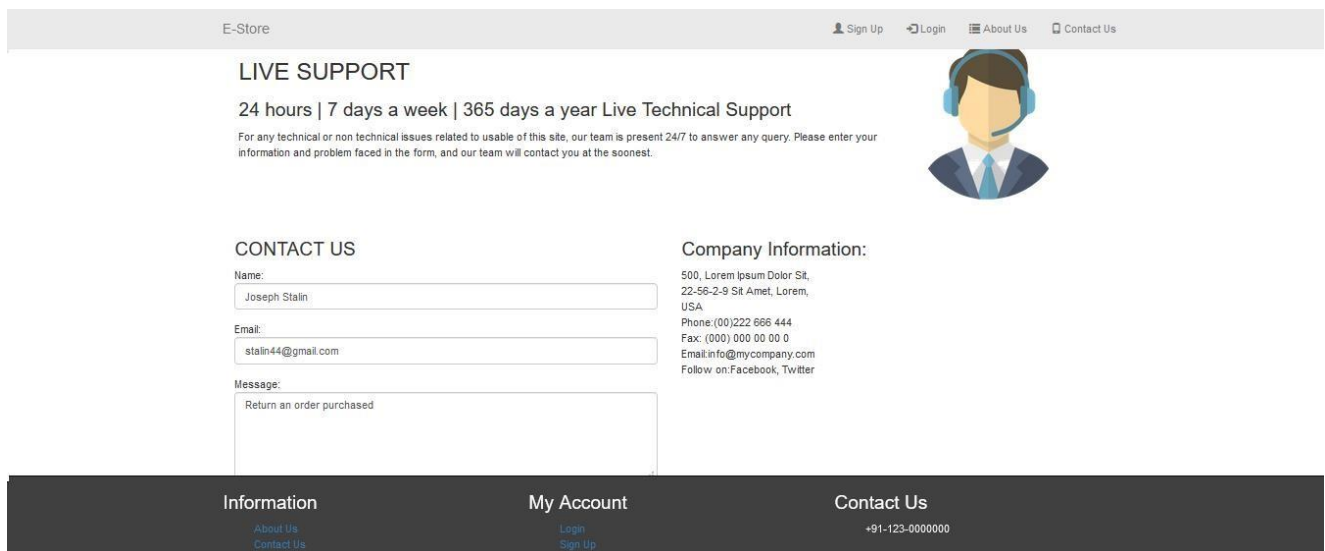 E-Store
Sign Up
Login
About Us
Contact Us
LIVE SUPPORT
24 hours | 7 days a week | 365 days a year Live Technical Support
For any technical or non technical issues related to usable of this site, our team is present 24/7 to answer any query. Please enter your
information and problem faced in the form, and our team will contact you at the soonest.
CONTACT US
Name:
Joseph Stalin
Email:
stalin44@gmail.com
Message:
Return an order purchased
Company Information:
500, Lorem Ipsum Dolor Sit,
22-56-2-9 Sit Amet, Lorem,
USA
Phone:(00)222 666 444
Fax: (000) 000 00 00 0
Email:info@mycompany.com
Follow on:Facebook, Twitter
Information
About Us
Contact Us
My Account
Login
Sign Up
Contact Us
+91-123-0000000